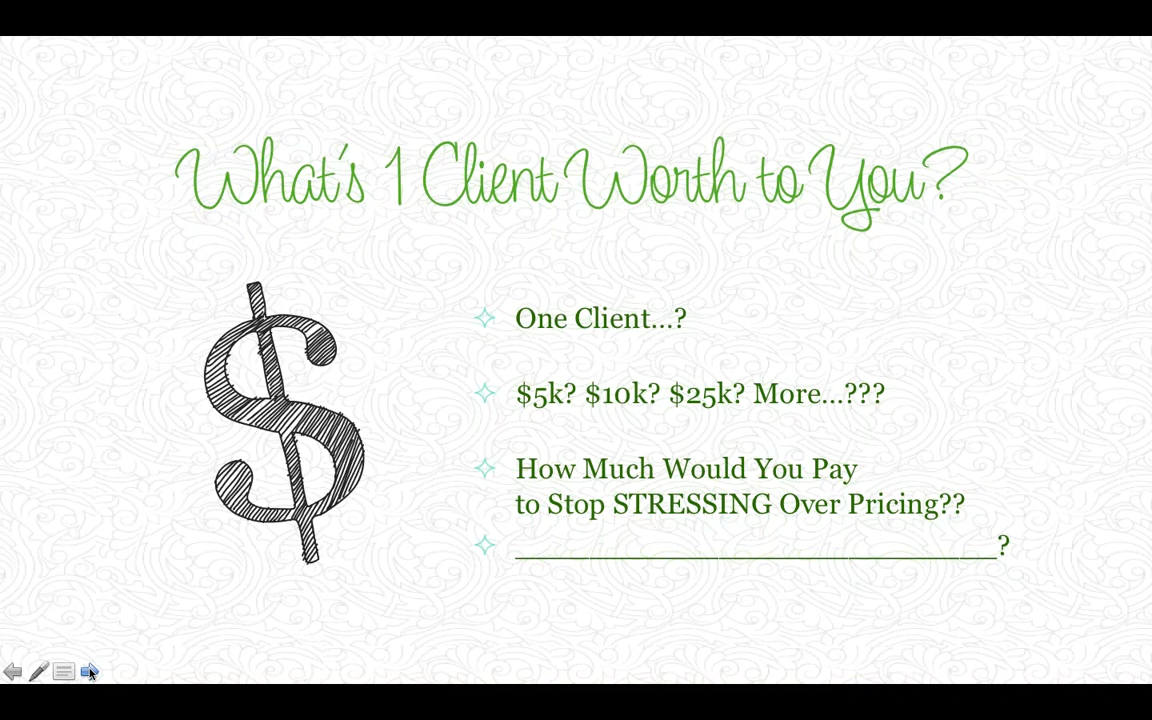 What's 1 Client Worth to You?
One Client...?
$5k? $10k? $25k? More...???
How Much Would You Pay
to Stop STRESSING Over Pricing??
_________________________________?